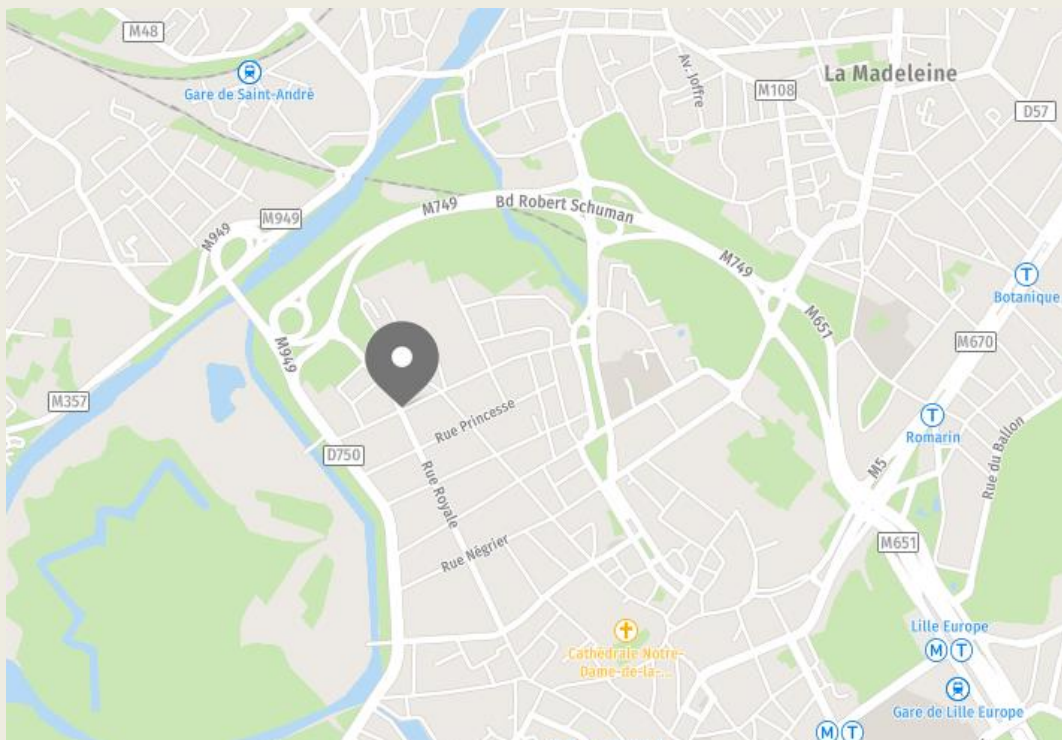 M48
Gare de Saint-André
Av. Joffre
La Madeleine
M108
D57
M949
M949
M749
Bd Robert Schuman
M749
T
Botanique
M651
M949
M670
M357
Rue Princesse
T
Romarin
Rue du Ballon
D750
M5
Rue Royale
Rue Négrier
M651
Lille Europe
M T
Cathédrale Notre-
Dame-de-la-...
Gare de Lille Europe
M T